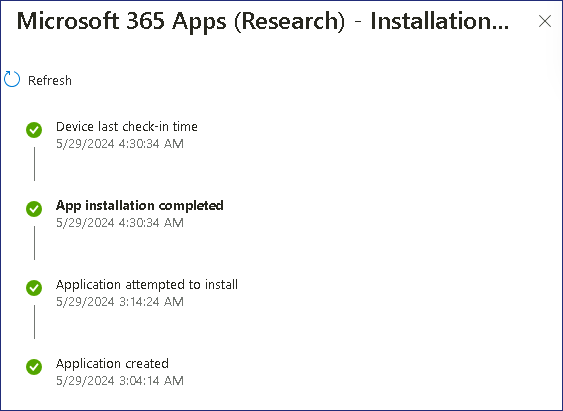 Microsoft 365 Apps (Research) - Installation...
Refresh
Device last check-in time
5/29/2024 4:30:34 AM
App installation completed
5/29/2024 4:30:34 AM
Application attempted to install
5/29/2024 3:14:24 AM
Application created
5/29/2024 3:04:14 AM